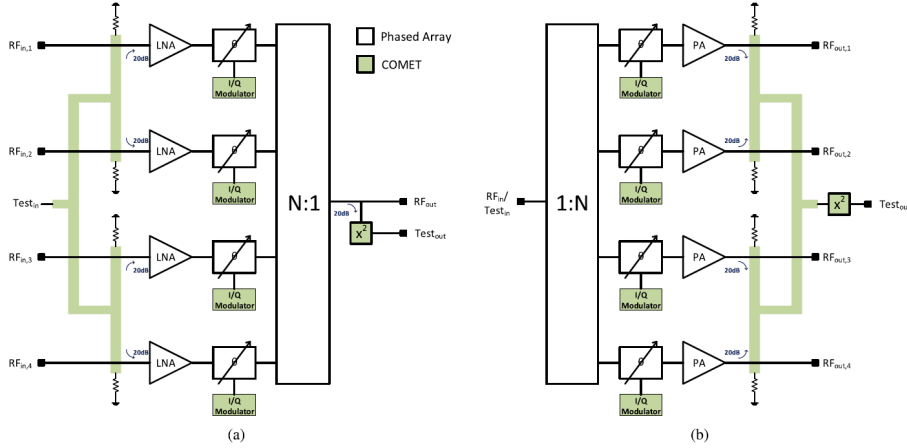 RFin,1
20dB
LNA
θ
I/Q
Modulator
RFin,2
20dB
LNA
θ
I/Q
Modulator
Testin
RFin,3
20dB
LNA
θ
I/Q
Modulator
RFin,4
20dB
LNA
θ
I/Q
Modulator
N:1
RFout
20dB
X2
Testout
(a)
Phased Array
COMET
RFin/
Testin
1:N
θ
I/Q
Modulator
PA
20dB
RFout,1
θ
I/Q
Modulator
PA
20dB
RFout,2
X2
Testou
θ
I/Q
Modulator
PA
20dB
RFout,3
θ
I/Q
Modulator
PA
20dB
RFout,4
(b)